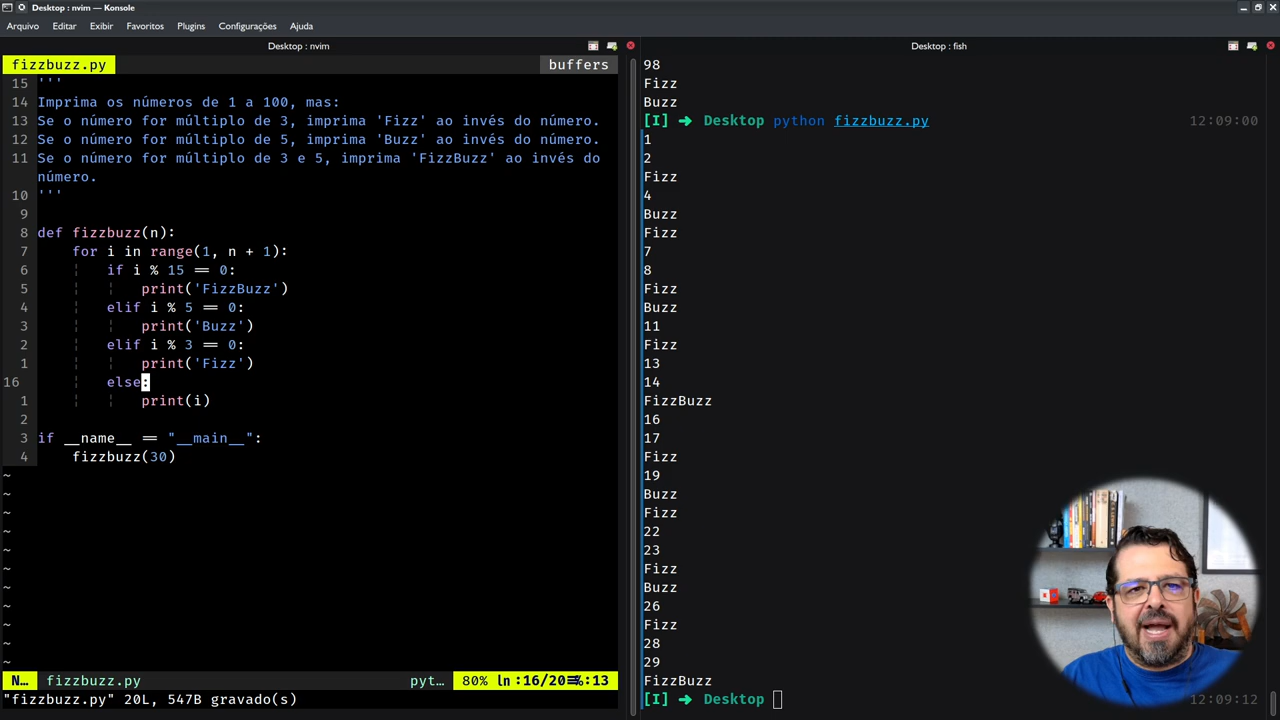 Desktop : nvim — Konsole
Arquivo Editar Exibir Favoritos Plugins Configurações Ajuda
Desktop : nvim
fizzbuzz.py buffers
15 '''
14 Imprima os números de 1 a 100, mas:
13 Se o número for múltiplo de 3, imprima 'Fizz' ao invés do número.
12 Se o número for múltiplo de 5, imprima 'Buzz' ao invés do número.
11 Se o número for múltiplo de 3 e 5, imprima 'FizzBuzz' ao invés do
número.
10 '''
9
8 def fizzbuzz(n):
7 for i in range(1, n + 1):
6 if i % 15 == 0:
5 print('FizzBuzz')
4 elif i % 5 == 0:
3 print('Buzz')
2 elif i % 3 == 0:
1 print('Fizz')
16 else:
1 print(i)
2
3 if __name__ == "__main__":
4 fizzbuzz(30)
~
~
~
~
~
~
~
~
~
~
~
N… fizzbuzz.py pyt… 80% ln :16/20≡%:13
"fizzbuzz.py" 20L, 547B gravado(s)
Desktop : fish
98
Fizz
Buzz
[I] ➜ Desktop python fizzbuzz.py 12:09:00
1
2
Fizz
4
Buzz
Fizz
7
8
Fizz
Buzz
11
Fizz
13
14
FizzBuzz
16
17
Fizz
19
Buzz
Fizz
22
23
Fizz
Buzz
26
Fizz
28
29
FizzBuzz
[I] ➜ Desktop 12:09:12